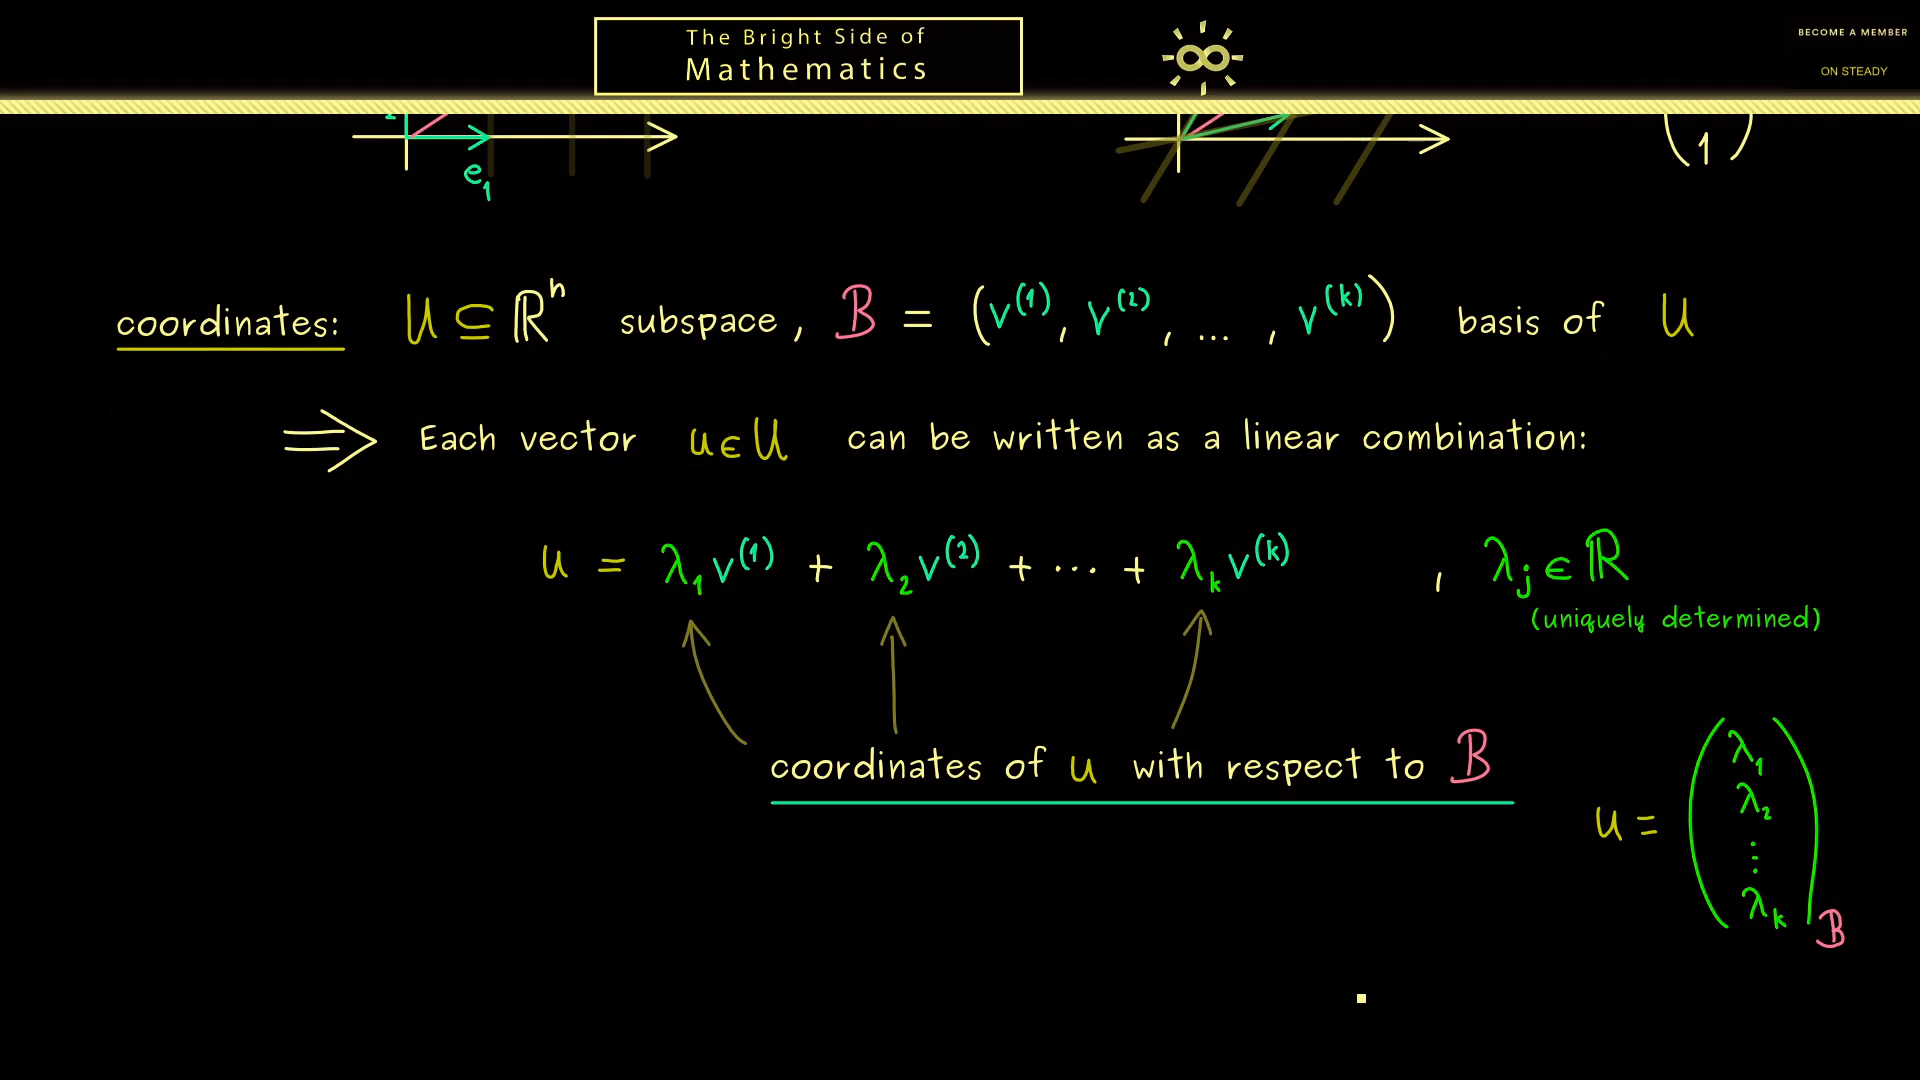 The Bright Side of
Mathematics
BECOME A MEMBER
ON STEADY
e₁
( 1 )
coordinates: U ⊆ ℝⁿ subspace, B = (v⁽¹⁾, v⁽²⁾, ... , v⁽ᵏ⁾) basis of U
⇒ Each vector u ∈ U can be written as a linear combination:
u = λ₁v⁽¹⁾ + λ₂v⁽²⁾ + ⋯ + λₖv⁽ᵏ⁾ , λⱼ ∈ ℝ
(uniquely determined)
coordinates of u with respect to B
u = ( λ₁ λ₂ ⋮ λₖ )B